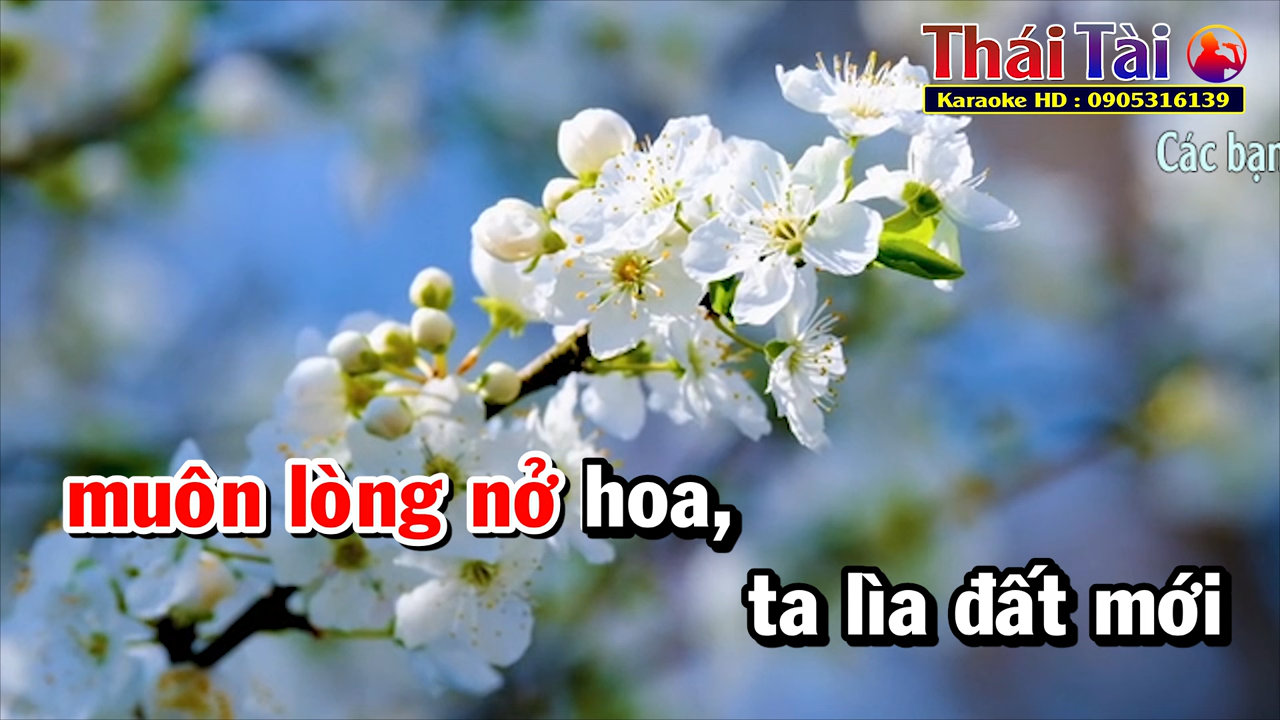 Thái Tài
Karaoke HD : 0905316139
Các bạn
muôn lòng nở hoa,
ta lìa đất mới